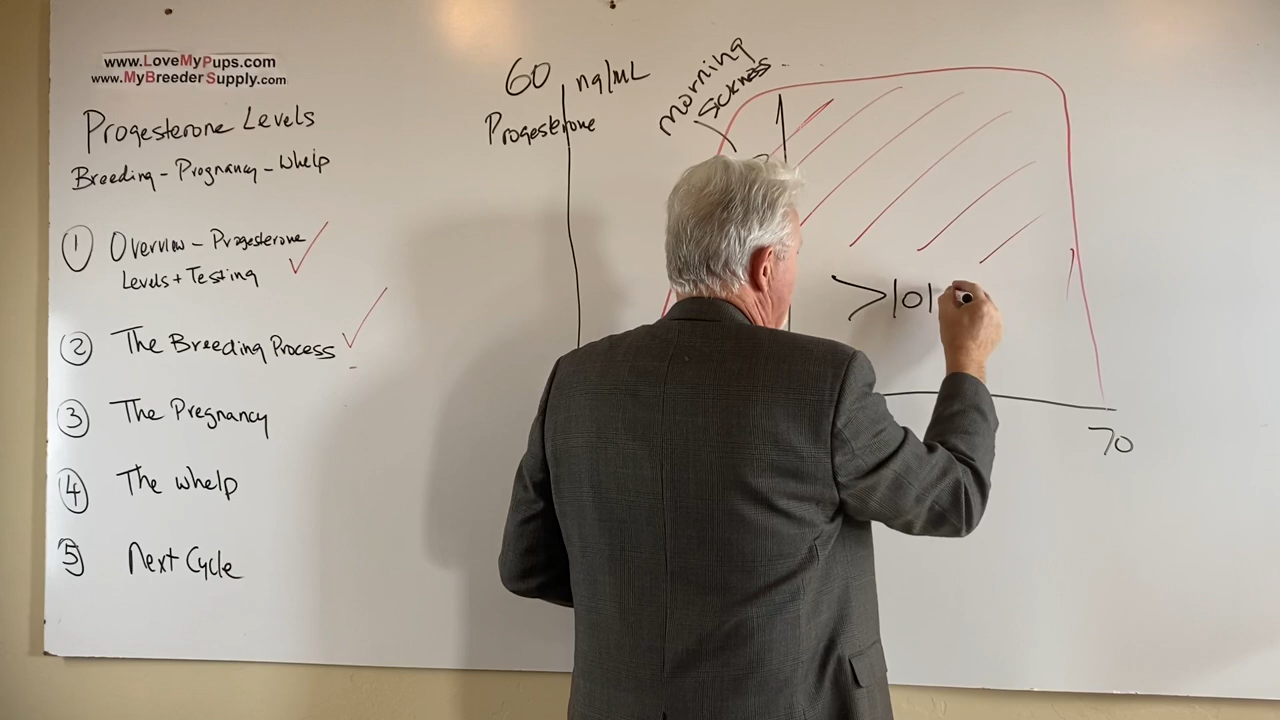 www.LoveMyPups.com
www.MyBreederSupply.com
Progesterone Levels
Breeding - Prognancy - Whelp
1 Overview - Progesterone
Levels + Testing
2 The Breeding Process
3 The Pregnancy
4 The whelp
5 Next Cycle
60 ng/mL
Progesterone
morning
sickness
>10
70